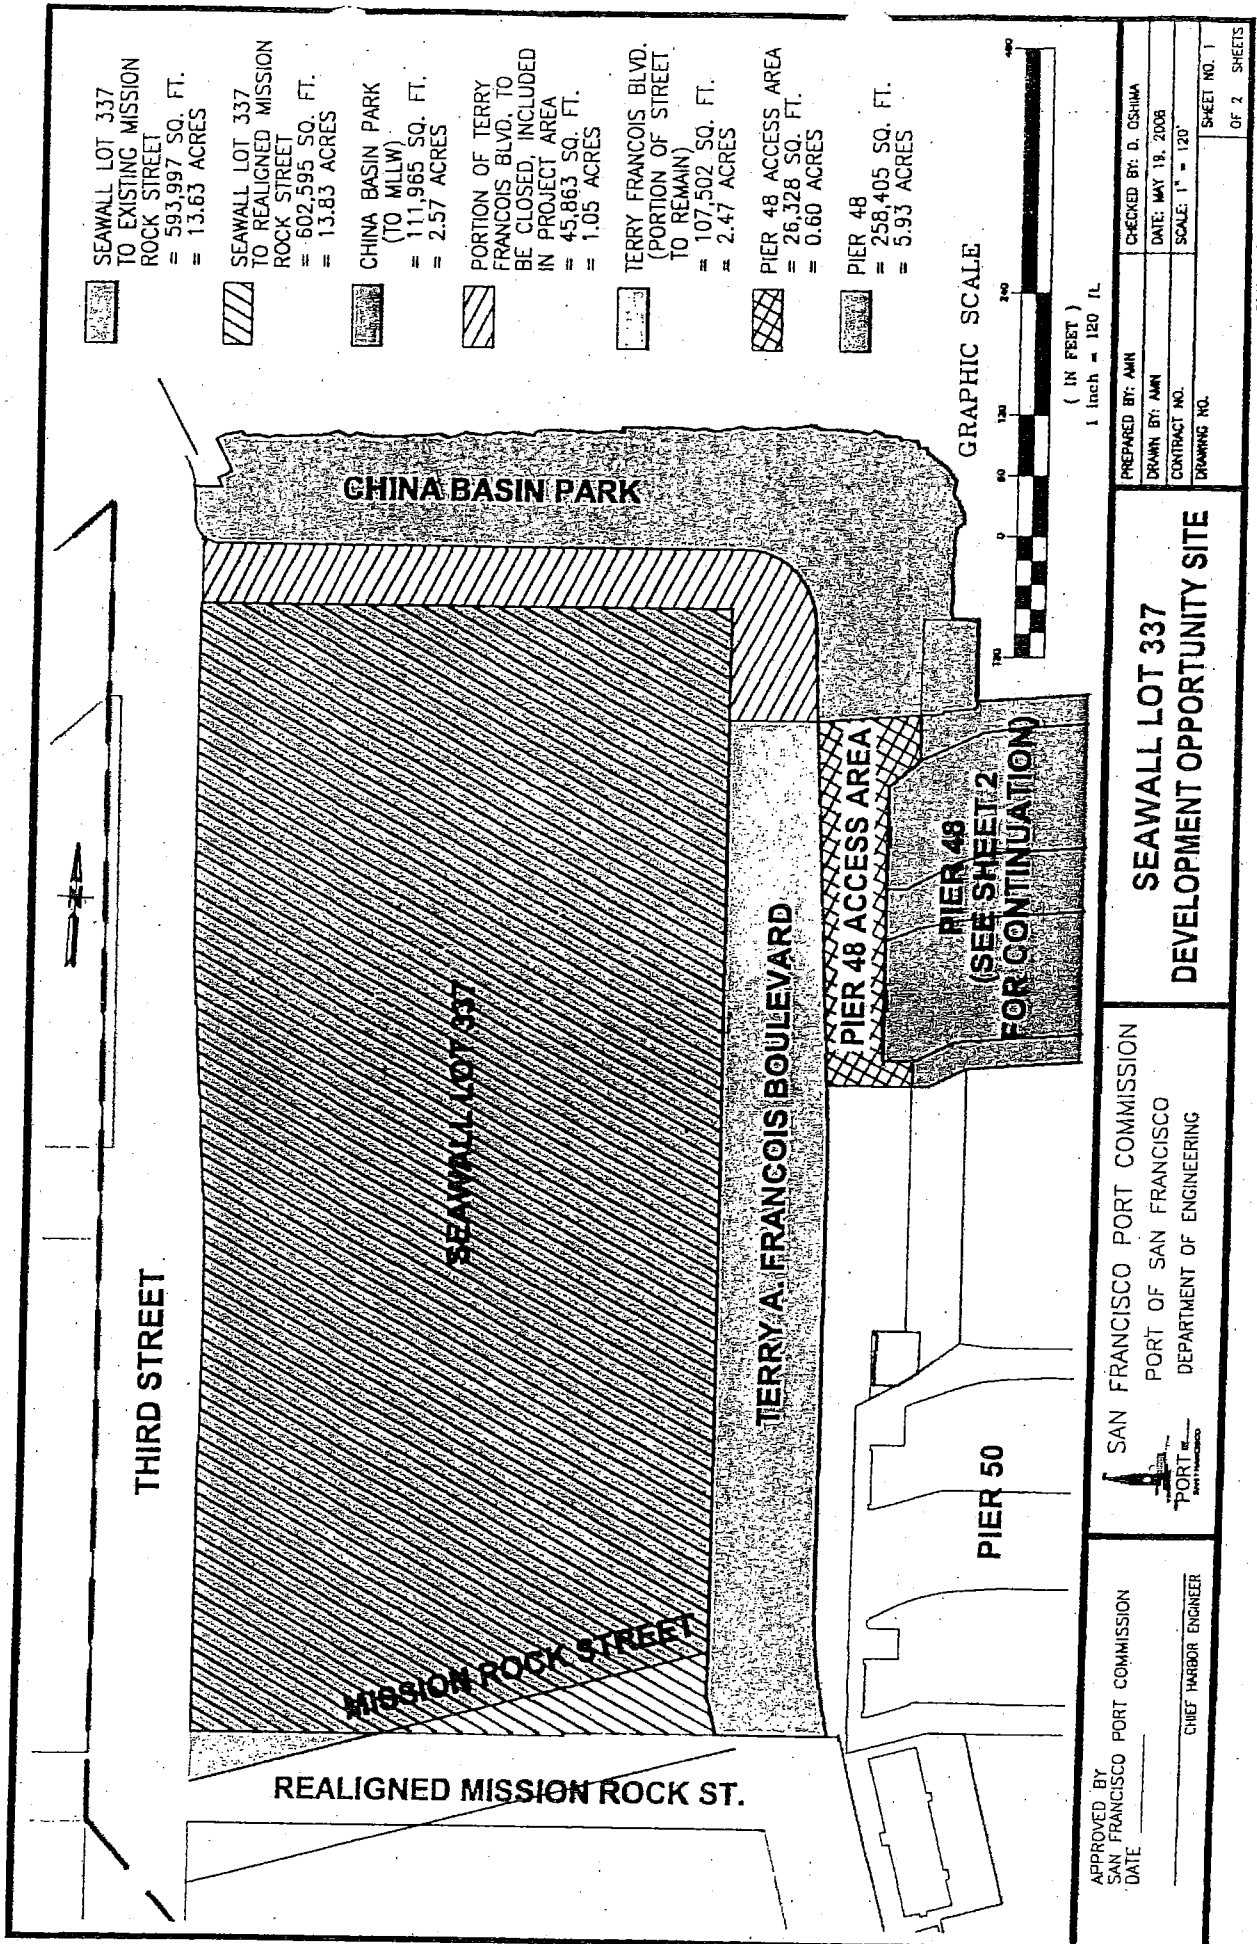 SEAWALL LOT 337
TO EXISTING MISSION
ROCK STREET
= 593,997 SQ. FT.
= 13.63 ACRES
SEAWALL LOT 337
TO REALIGNED MISSION
ROCK STREET
= 602,595 SQ. FT.
= 13.83 ACRES
CHINA BASIN PARK
(TO MLLW)
= 111,965 SQ. FT.
= 2.57 ACRES
PORTION OF TERRY
FRANCOIS BLVD. TO
BE CLOSED, INCLUDED
IN PROJECT AREA
= 45,863 SQ. FT.
= 1.05 ACRES
TERRY FRANCOIS BLVD.
(PORTION OF STREET
TO REMAIN)
= 107,502 SQ. FT.
= 2.47 ACRES
PIER 48 ACCESS AREA
= 26,328 SQ. FT.
= 0.60 ACRES
PIER 48
= 258,405 SQ. FT.
= 5.93 ACRES
THIRD STREET
CHINA BASIN PARK
SEAWALL LOT 337
TERRY A. FRANCOIS BOULEVARD
MISSION ROCK STREET
REALIGNED MISSION ROCK ST.
PIER 48 ACCESS AREA
PIER 48
(SEE SHEET 2
FOR CONTINUATION)
PIER 50
GRAPHIC SCALE
120 0 60 120 240 480
( IN FEET )
1 inch = 120 ft.
APPROVED BY
SAN FRANCISCO PORT COMMISSION
DATE
CHIEF HARBOR ENGINEER
PORT
SAN FRANCISCO PORT COMMISSION
PORT OF SAN FRANCISCO
DEPARTMENT OF ENGINEERING
SEAWALL LOT 337
DEVELOPMENT OPPORTUNITY SITE
PREPARED BY: AMN
DRAWN BY: AMN
CONTRACT NO.
DRAWING NO.
CHECKED BY: D. OSHIMA
DATE: MAY 19, 2006
SCALE: 1" = 120'
SHEET NO. 1
OF 2 SHEETS